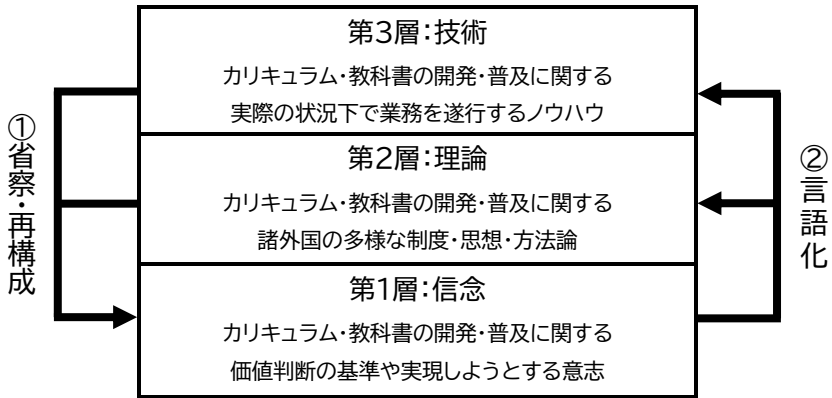 第3層：技術
カリキュラム・教科書の開発・普及に関する
実際の状況下で業務を遂行するノウハウ
第2層：理論
カリキュラム・教科書の開発・普及に関する
諸外国の多様な制度・思想・方法論
第1層：信念
カリキュラム・教科書の開発・普及に関する
価値判断の基準や実現しようとする意志
①省察・再構成
②言語化